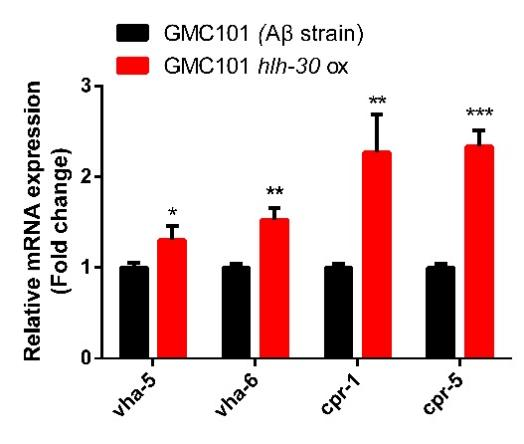 GMC101 (Aβ strain)
GMC101 hlh-30 ox
Relative mRNA expression
(Fold change)
3
2
1
0
*
**
**
***
vha-5
vha-6
cpr-1
cpr-5